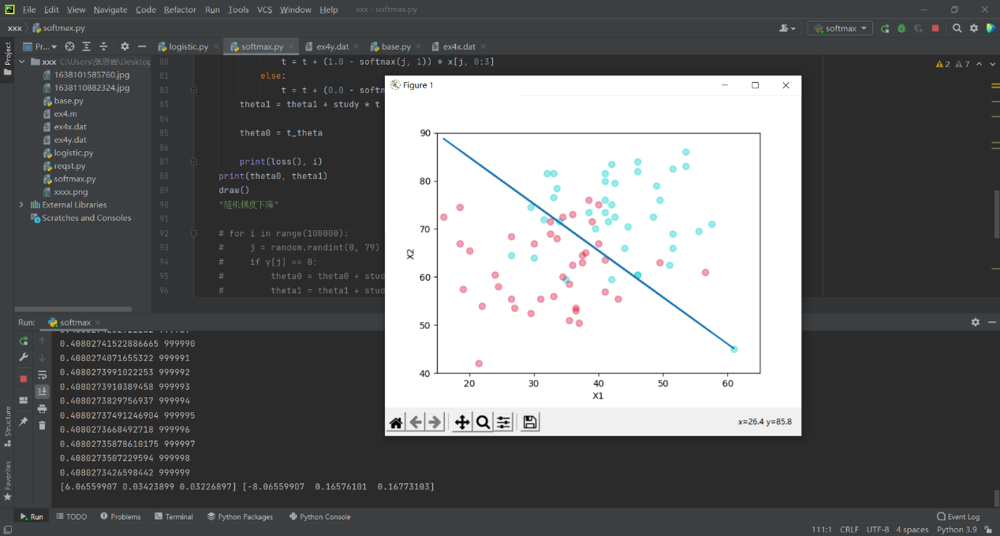 File Edit View Navigate Code Refactor Run Tools VCS Window Help xxx - softmax.py
xxx softmax.py softmax
Project
Pr... logistic.py softmax.py ex4y.dat base.py ex4x.dat
xxx C:\Users\张思宕\Desktop
1638101585760.jpg
1638110882324.jpg
base.py
ex4.m
ex4x.dat
ex4y.dat
logistic.py
reqst.py
softmax.py
xxxx.png
External Libraries
Scratches and Consoles
80 t = t + (1.0 - softmax(j, 1)) * x[j, 0:3]
81 else:
82 t = t + (0.0 - softm
83 theta1 = theta1 + study * t
84
85 theta0 = t_theta
86
87 print(loss(), i)
88 print(theta0, theta1)
89 draw()
90 "随机梯度下降"
91
92 # for i in range(100000):
93 # j = random.randint(0, 79)
94 # if y[j] == 0:
95 # theta0 = theta0 + stud
96 # theta1 = theta1 + stud
2 7
Figure 1
90
80
70
60
50
40
X2
20 30 40 50 60
X1
x=26.4 y=85.8
Run: softmax
0.4080274152288665 999990
0.4080274071655322 999991
0.408027399102253 999992
0.4080273910389458 999993
0.4080273829756937 999994
0.40802737491246904 999995
0.4080273668492718 999996
0.40802735878610175 999997
0.4080273507229594 999998
0.4080273426598442 999999
[6.06559907 0.03423899 0.03226897] [-8.06559907 0.16576101 0.16773103]
Structure
Favorites
Run TODO Problems Terminal Python Packages Python Console Event Log
111:1 CRLF UTF-8 4 spaces Python 3.9